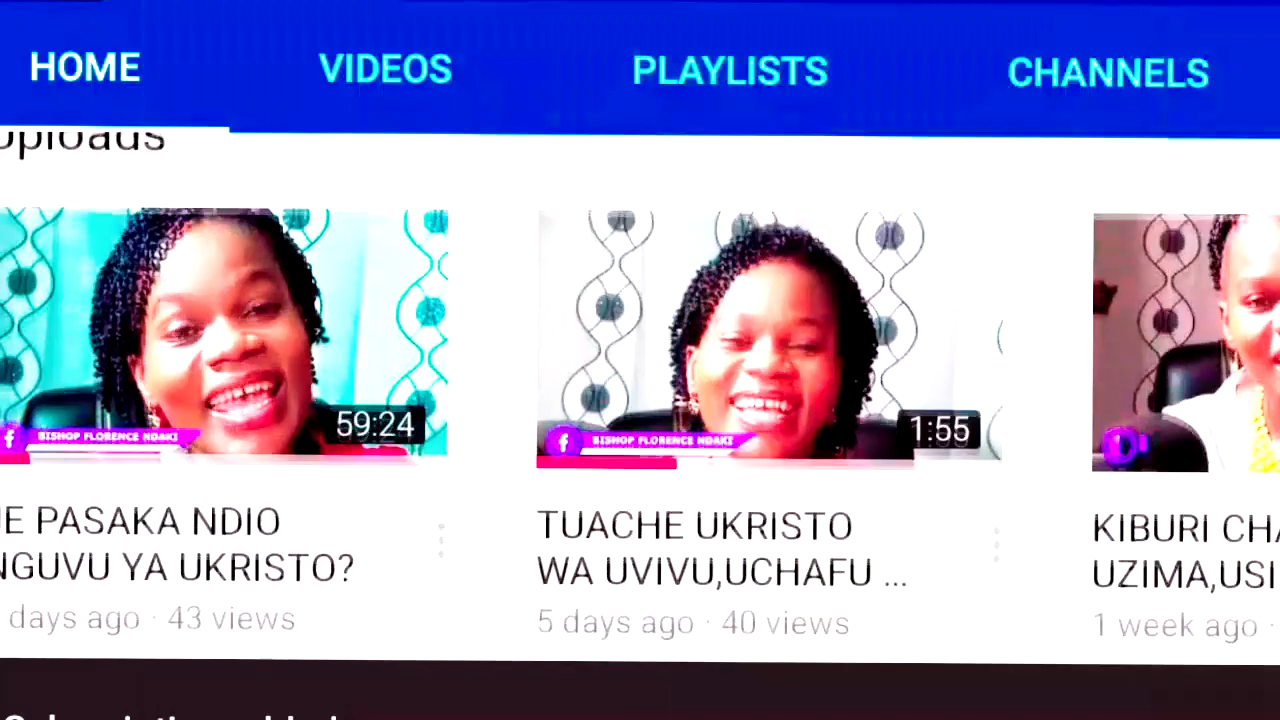 HOME VIDEOS PLAYLISTS CHANNELS
Uploads
59:24 1:55
BISHOP FLORENCE NDAKI BISHOP FLORENCE NDAKI
JE PASAKA NDIO TUACHE UKRISTO KIBURI CHA
NGUVU YA UKRISTO? WA UVIVU,UCHAFU ... UZIMA,USI
days ago · 43 views 5 days ago · 40 views 1 week ago ·